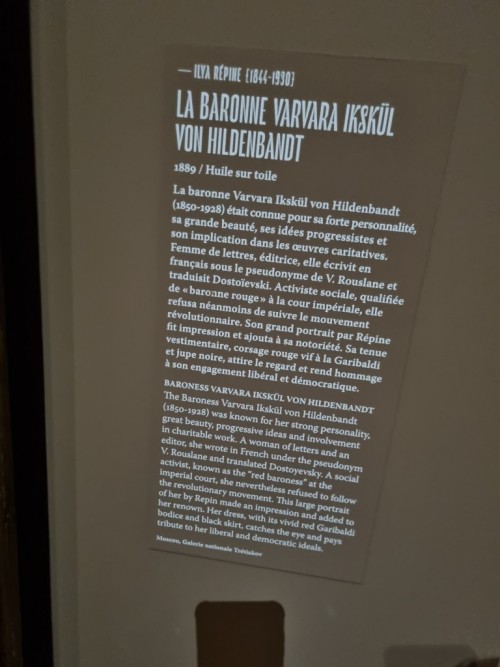 — ILYA RÉPINE (1844-1930)
LA BARONNE VARVARA IKSKÜL
VON HILDENBANDT
1889 / Huile sur toile
La baronne Varvara Ikskül von Hildenbandt
(1850-1928) était connue pour sa forte personnalité,
sa grande beauté, ses idées progressistes et
son implication dans les œuvres caritatives.
Femme de lettres, éditrice, elle écrivit en
français sous le pseudonyme de V. Rouslane et
traduisit Dostoïevski. Activiste sociale, qualifiée
de « baronne rouge » à la cour impériale, elle
refusa néanmoins de suivre le mouvement
révolutionnaire. Son grand portrait par Répine
fit impression et ajouta à sa notoriété. Sa tenue
vestimentaire, corsage rouge vif à la Garibaldi
et jupe noire, attire le regard et rend hommage
à son engagement libéral et démocratique.
BARONESS VARVARA IKSKÜL VON HILDENBANDT
The Baroness Varvara Ikskül von Hildenbandt
(1850-1928) was known for her strong personality,
great beauty, progressive ideas and involvement
in charitable work. A woman of letters and an
editor, she wrote in French under the pseudonym
V. Rouslane and translated Dostoyevsky. A social
activist, known as the "red baroness" at the
imperial court, she nevertheless refused to follow
the revolutionary movement. This large portrait
of her by Repin made an impression and added to
her renown. Her dress, with its vivid red Garibaldi
bodice and black skirt, catches the eye and pays
tribute to her liberal and democratic ideals.
Moscou, Galerie nationale Trétiakov